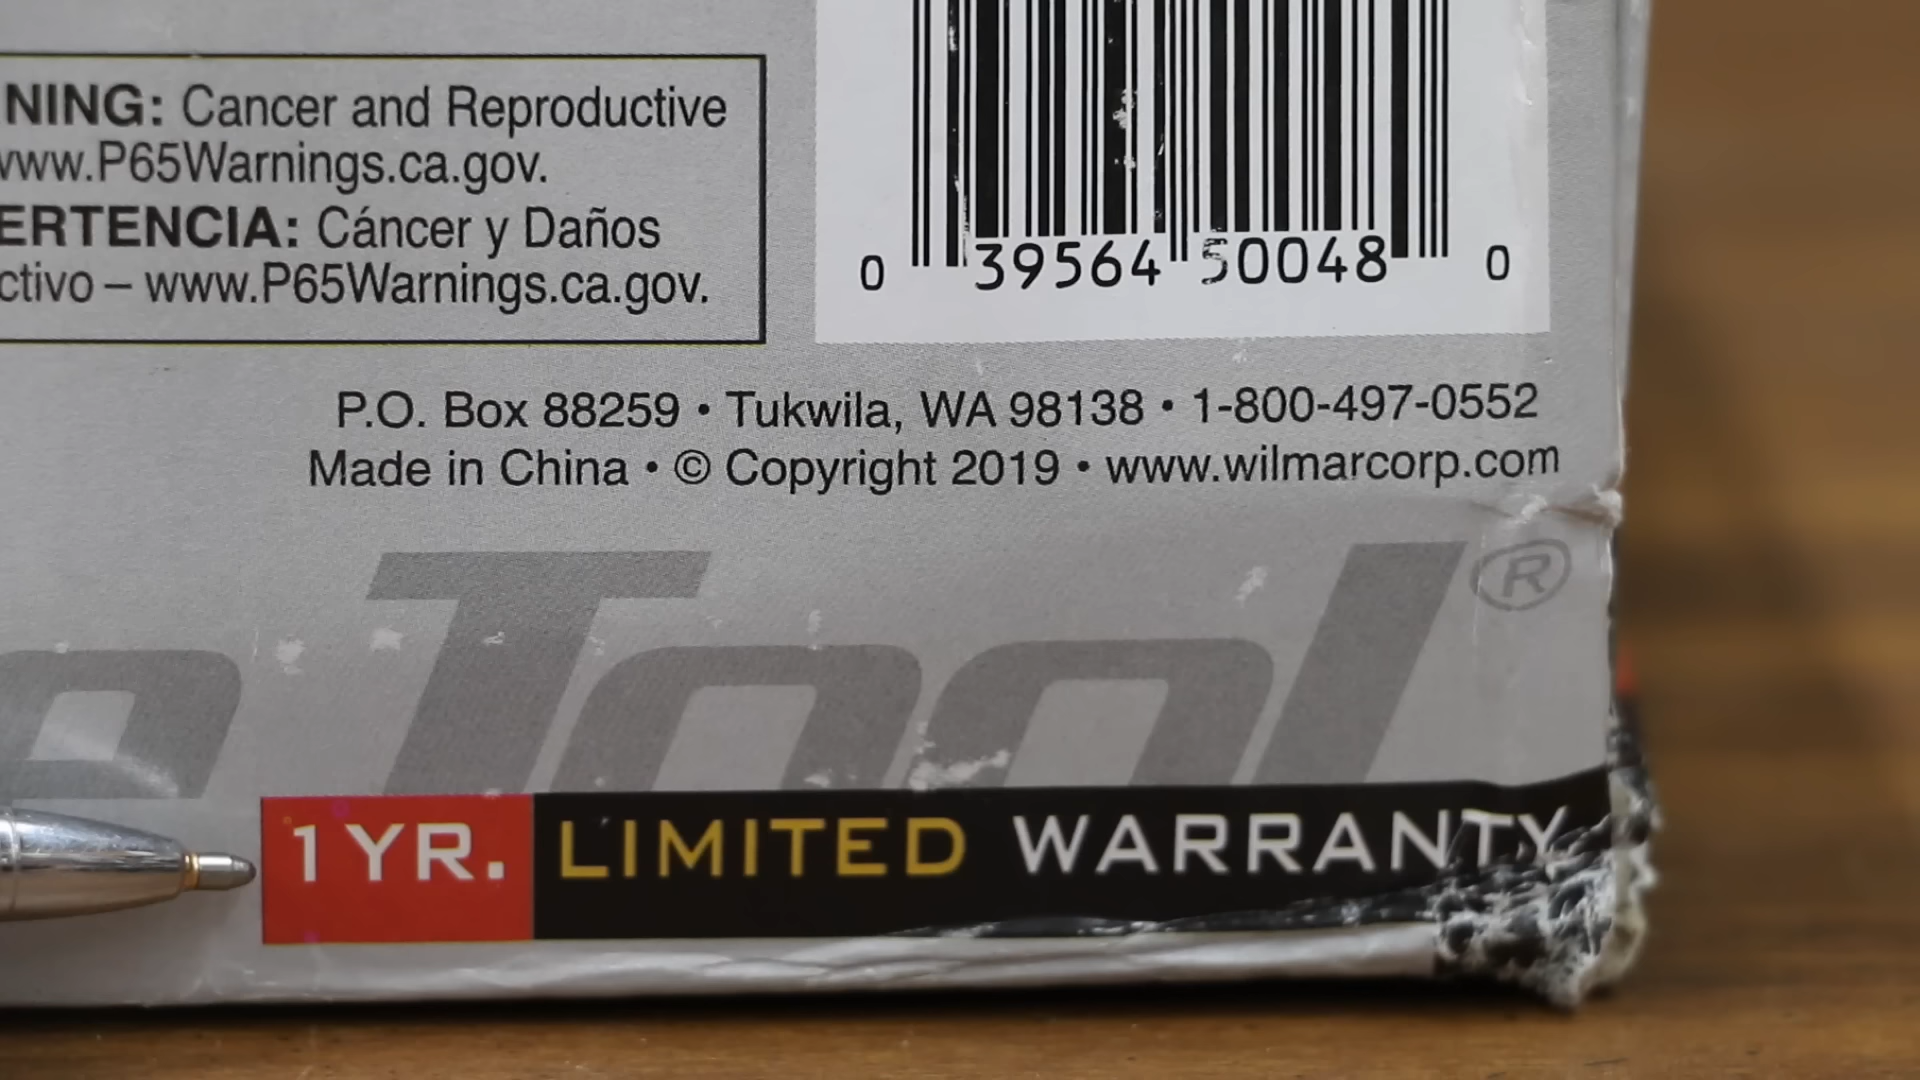 NING: Cancer and Reproductive
www.P65Warnings.ca.gov.
ERTENCIA: Cáncer y Daños
ctivo – www.P65Warnings.ca.gov.
0 39564 50048 0
P.O. Box 88259 • Tukwila, WA 98138 • 1-800-497-0552
Made in China • © Copyright 2019 • www.wilmarcorp.com
e Tool®
1 YR. LIMITED WARRANTY